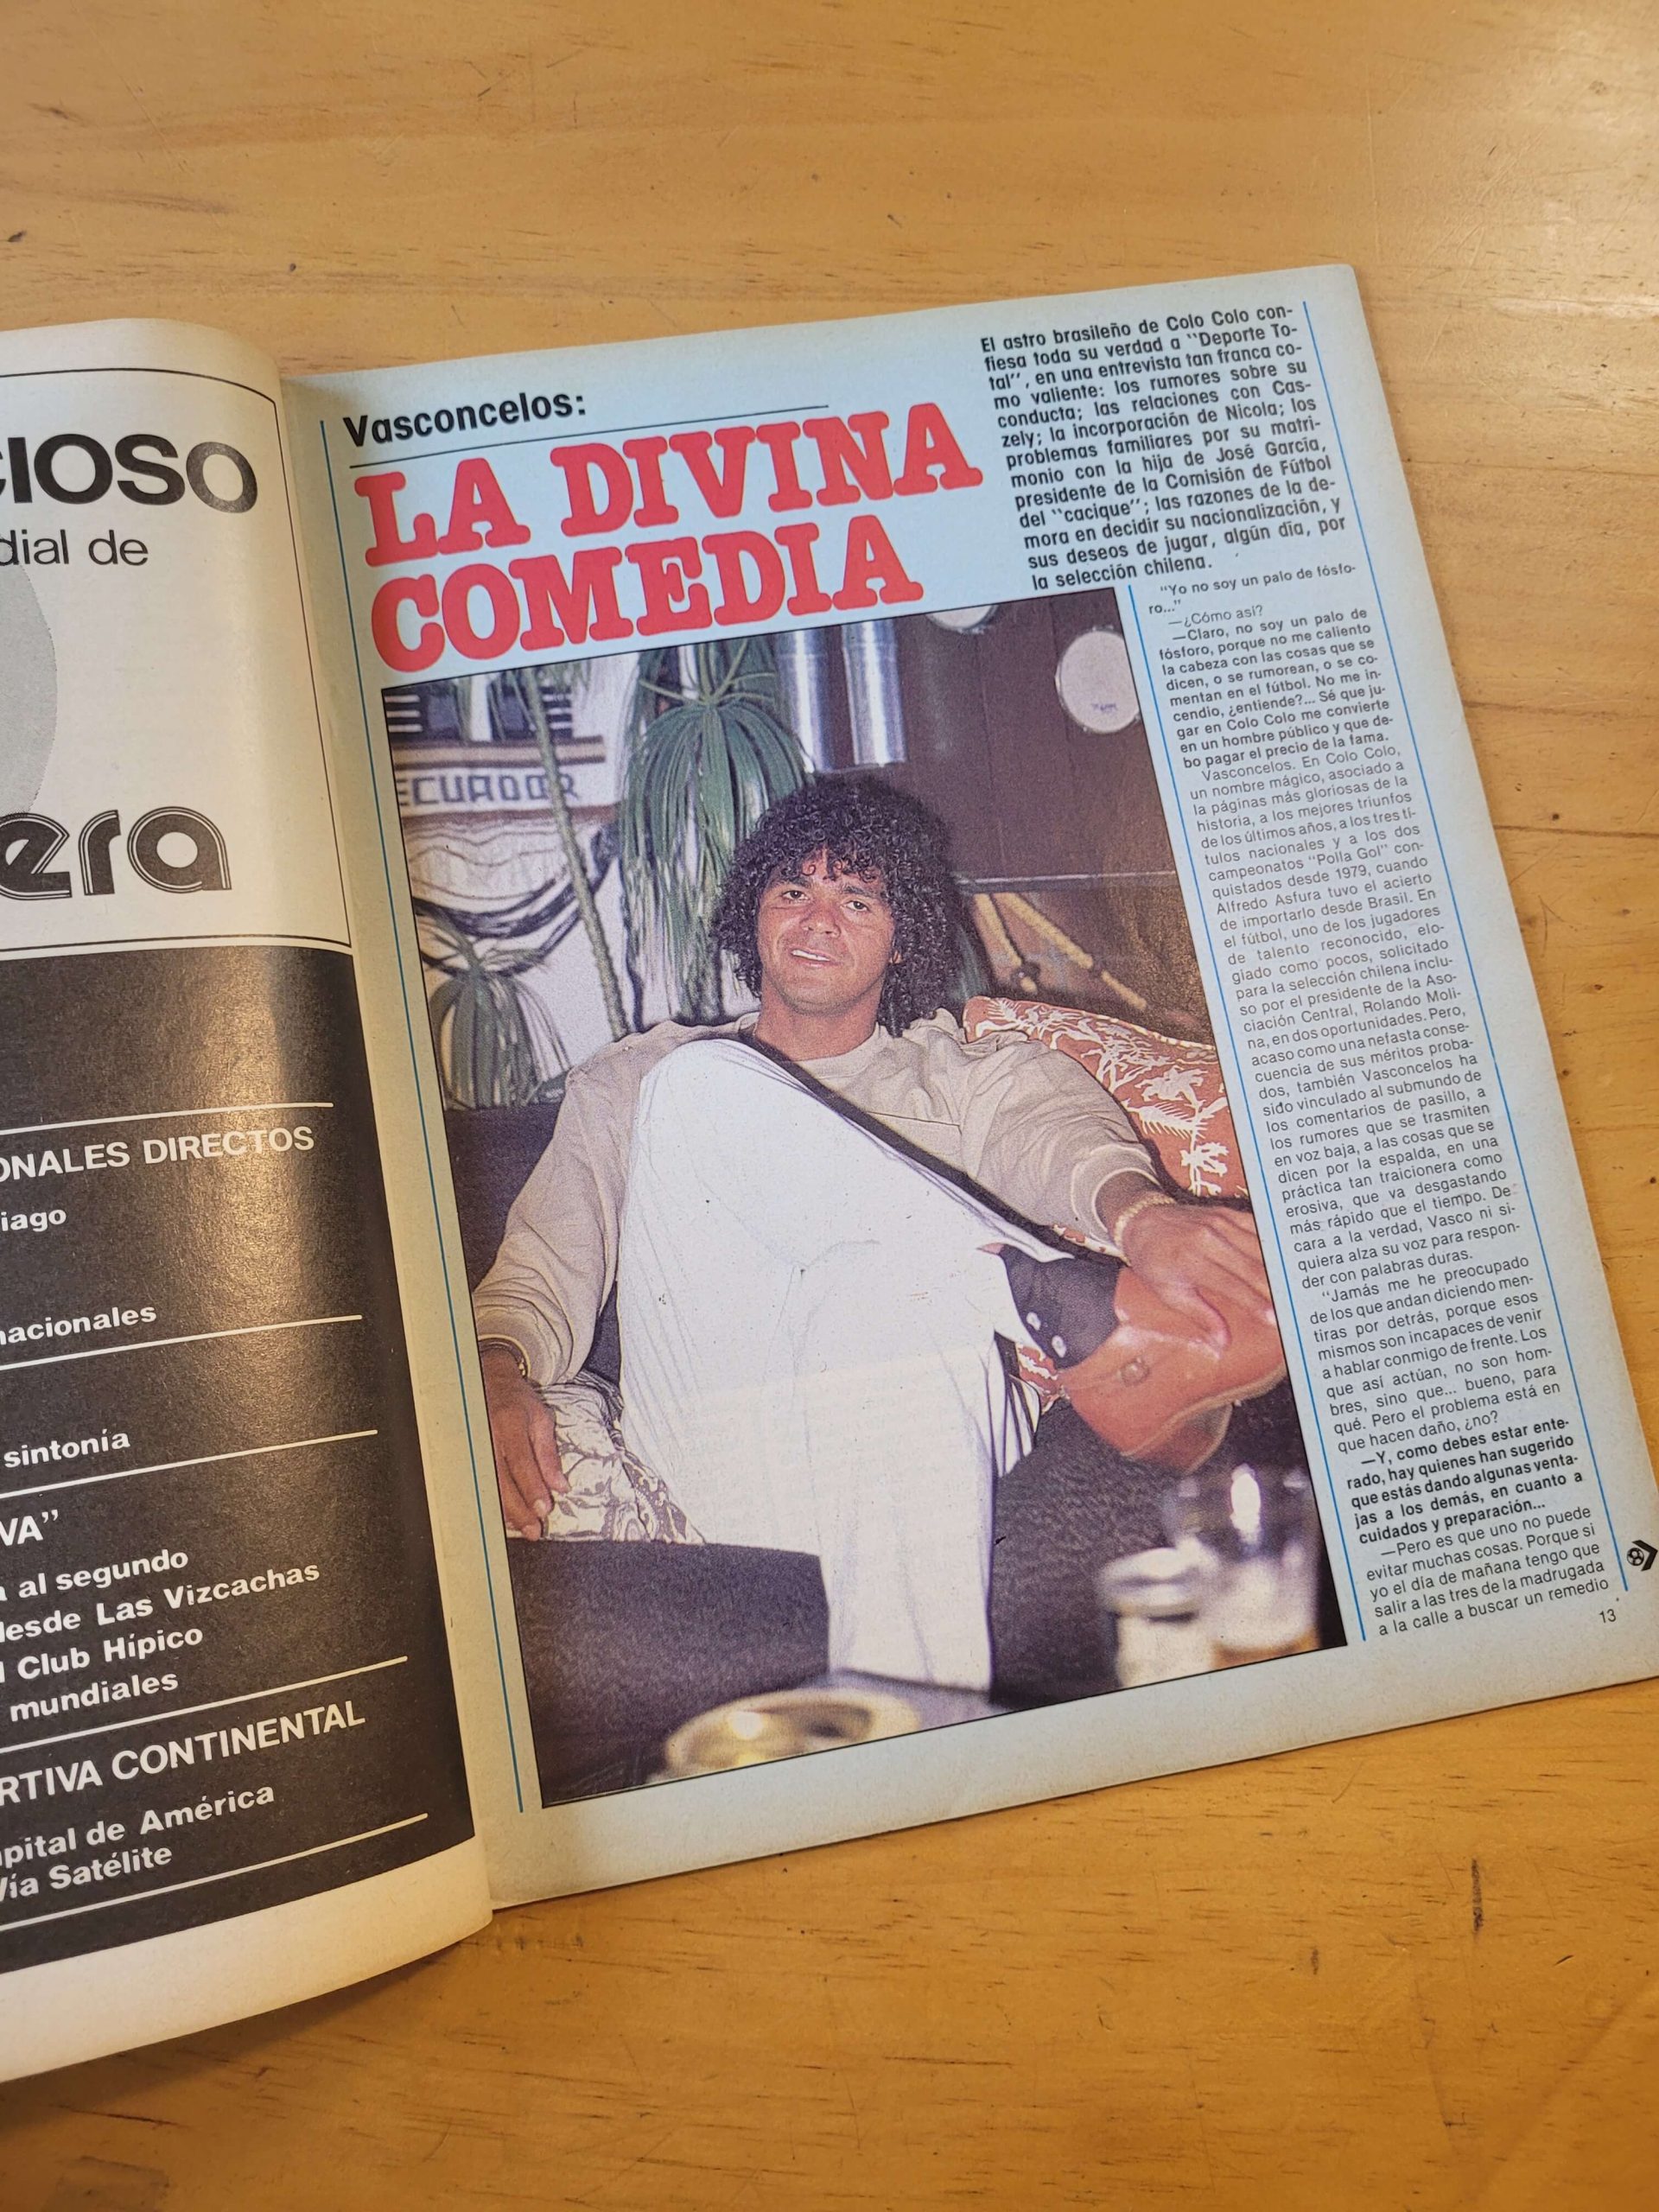 CIOSO
dial de
era
ONALES DIRECTOS
iago
nacionales
sintonía
VA"
a al segundo
desde Las Vizcachas
l Club Hípico
mundiales
RTIVA CONTINENTAL
pital de América
Vía Satélite
Vasconcelos:
LA DIVINA
COMEDIA
El astro brasileño de Colo Colo con-
fiesa toda su verdad a "Deporte To-
tal", en una entrevista tan franca co-
mo valiente: los rumores sobre su
conducta; las relaciones con Cas-
zely; la incorporación de Nicola; los
problemas familiares por su matri-
monio con la hija de José García,
presidente de la Comisión de Fútbol
del "cacique"; las razones de la de-
mora en decidir su nacionalización, y
sus deseos de jugar, algún día, por
la selección chilena.
ECUADOR
"Yo no soy un palo de fósfo-
ro..."
—¿Cómo así?
—Claro, no soy un palo de
fósforo, porque no me caliento
la cabeza con las cosas que se
dicen, o se rumorean, o se co-
mentan en el fútbol. No me in-
cendio, ¿entiende?... Sé que ju-
gar en Colo Colo me convierte
en un hombre público y que de-
bo pagar el precio de la fama.
Vasconcelos. En Colo Colo,
un nombre mágico, asociado a
la páginas más gloriosas de la
historia, a los mejores triunfos
de los últimos años, a los tres tí-
tulos nacionales y a los dos
campeonatos "Polla Gol" con-
quistados desde 1979, cuando
Alfredo Asfura tuvo el acierto
de importarlo desde Brasil. En
el fútbol, uno de los jugadores
de talento reconocido, elo-
giado como pocos, solicitado
para la selección chilena inclu-
so por el presidente de la Aso-
ciación Central, Rolando Moli-
na, en dos oportunidades. Pero,
acaso como una nefasta conse-
cuencia de sus méritos proba-
dos, también Vasconcelos ha
sido vinculado al submundo de
los comentarios de pasillo, a
los rumores que se trasmiten
en voz baja, a las cosas que se
dicen por la espalda, en una
práctica tan traicionera como
erosiva, que va desgastando
más rápido que el tiempo. De
cara a la verdad, Vasco ni si-
quiera alza su voz para respon-
der con palabras duras.
"Jamás me he preocupado
de los que andan diciendo men-
tiras por detrás, porque esos
mismos son incapaces de venir
a hablar conmigo de frente. Los
que así actúan, no son hom-
bres, sino que... bueno, para
qué. Pero el problema está en
que hacen daño, ¿no?
—Y, como debes estar ente-
rado, hay quienes han sugerido
que estás dando algunas venta-
jas a los demás, en cuanto a
cuidados y preparación...
—Pero es que uno no puede
evitar muchas cosas. Porque si
yo el día de mañana tengo que
salir a las tres de la madrugada
a la calle a buscar un remedio
13